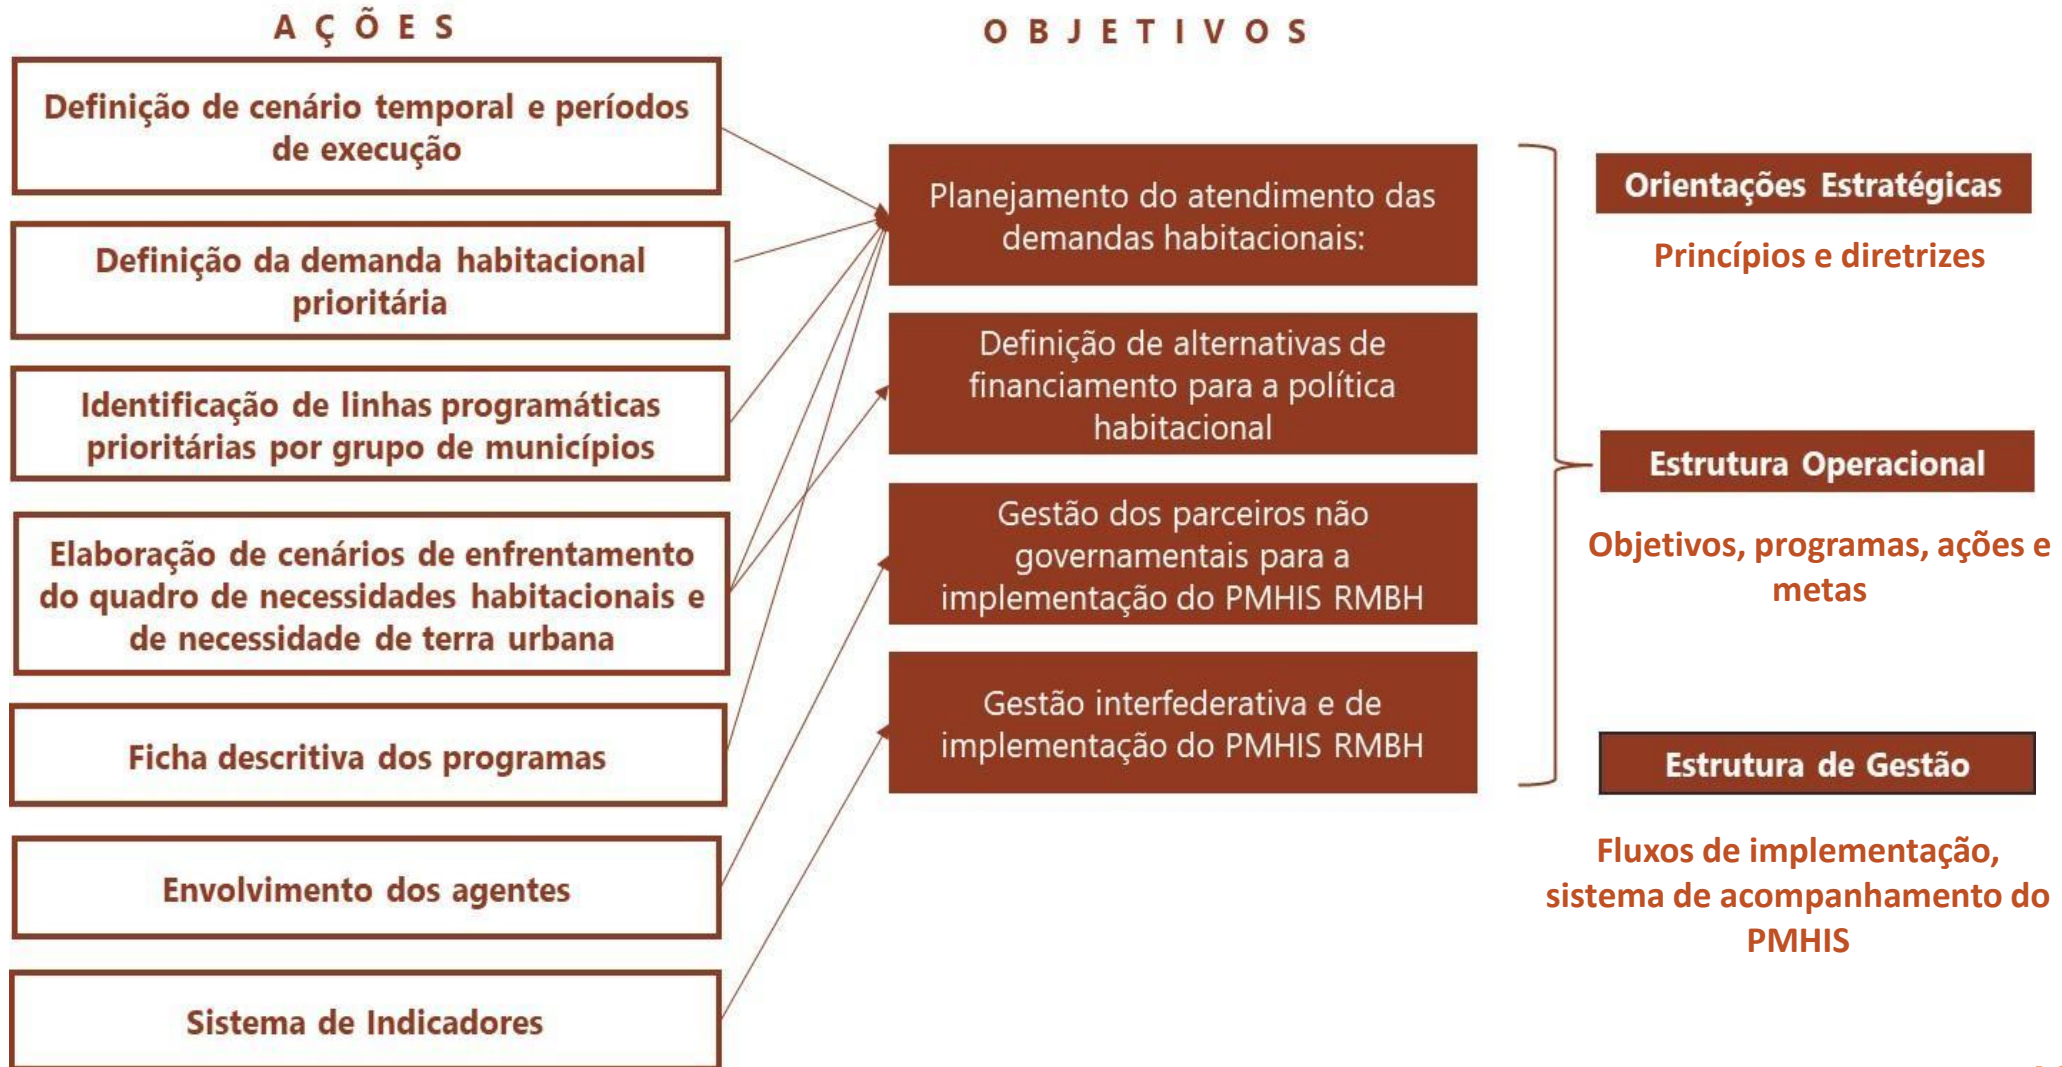 AÇÕES
Definição de cenário temporal e períodos
de execução
Definição da demanda habitacional
prioritária
Identificação de linhas programáticas
prioritárias por grupo de municípios
Elaboração de cenários de enfrentamento
do quadro de necessidades habitacionais e
de necessidade de terra urbana
Ficha descritiva dos programas
Envolvimento dos agentes
Sistema de Indicadores
OBJETIVOS
Planejamento do atendimento das
demandas habitacionais:
Definição de alternativas de
financiamento para a política
habitacional
Gestão dos parceiros não
governamentais para a
implementação do PMHIS RMBH
Gestão interfederativa e de
implementação do PMHIS RMBH
Orientações Estratégicas
Princípios e diretrizes
Estrutura Operacional
Objetivos, programas, ações e
metas
Estrutura de Gestão
Fluxos de implementação,
sistema de acompanhamento do
PMHIS